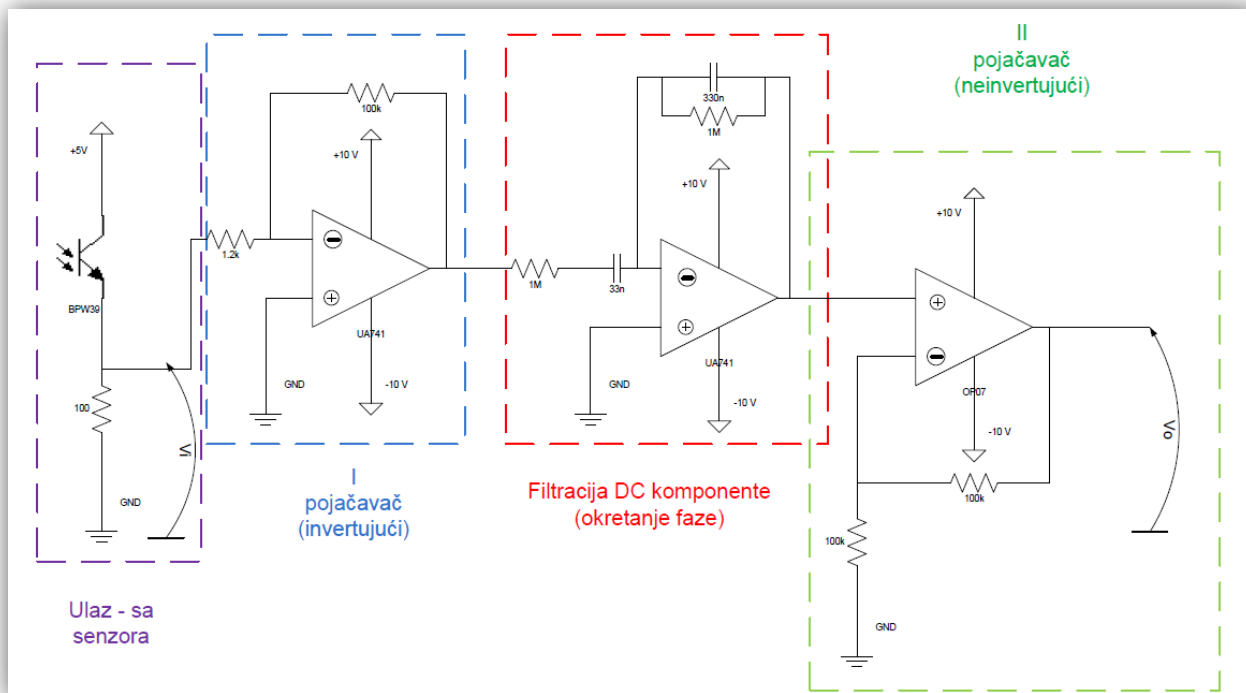 +5V
BPW39
100
GND
Vi
Ulaz - sa
senzora
100k
+10 V
1.2k
UA741
GND
-10 V
I
pojačavač
(invertujući)
330n
1M
+10 V
1M
33n
UA741
GND
-10 V
Filtracija DC komponente
(okretanje faze)
II
pojačavač
(neinvertujući)
+10 V
OP07
-10 V
100k
100k
GND
Vo